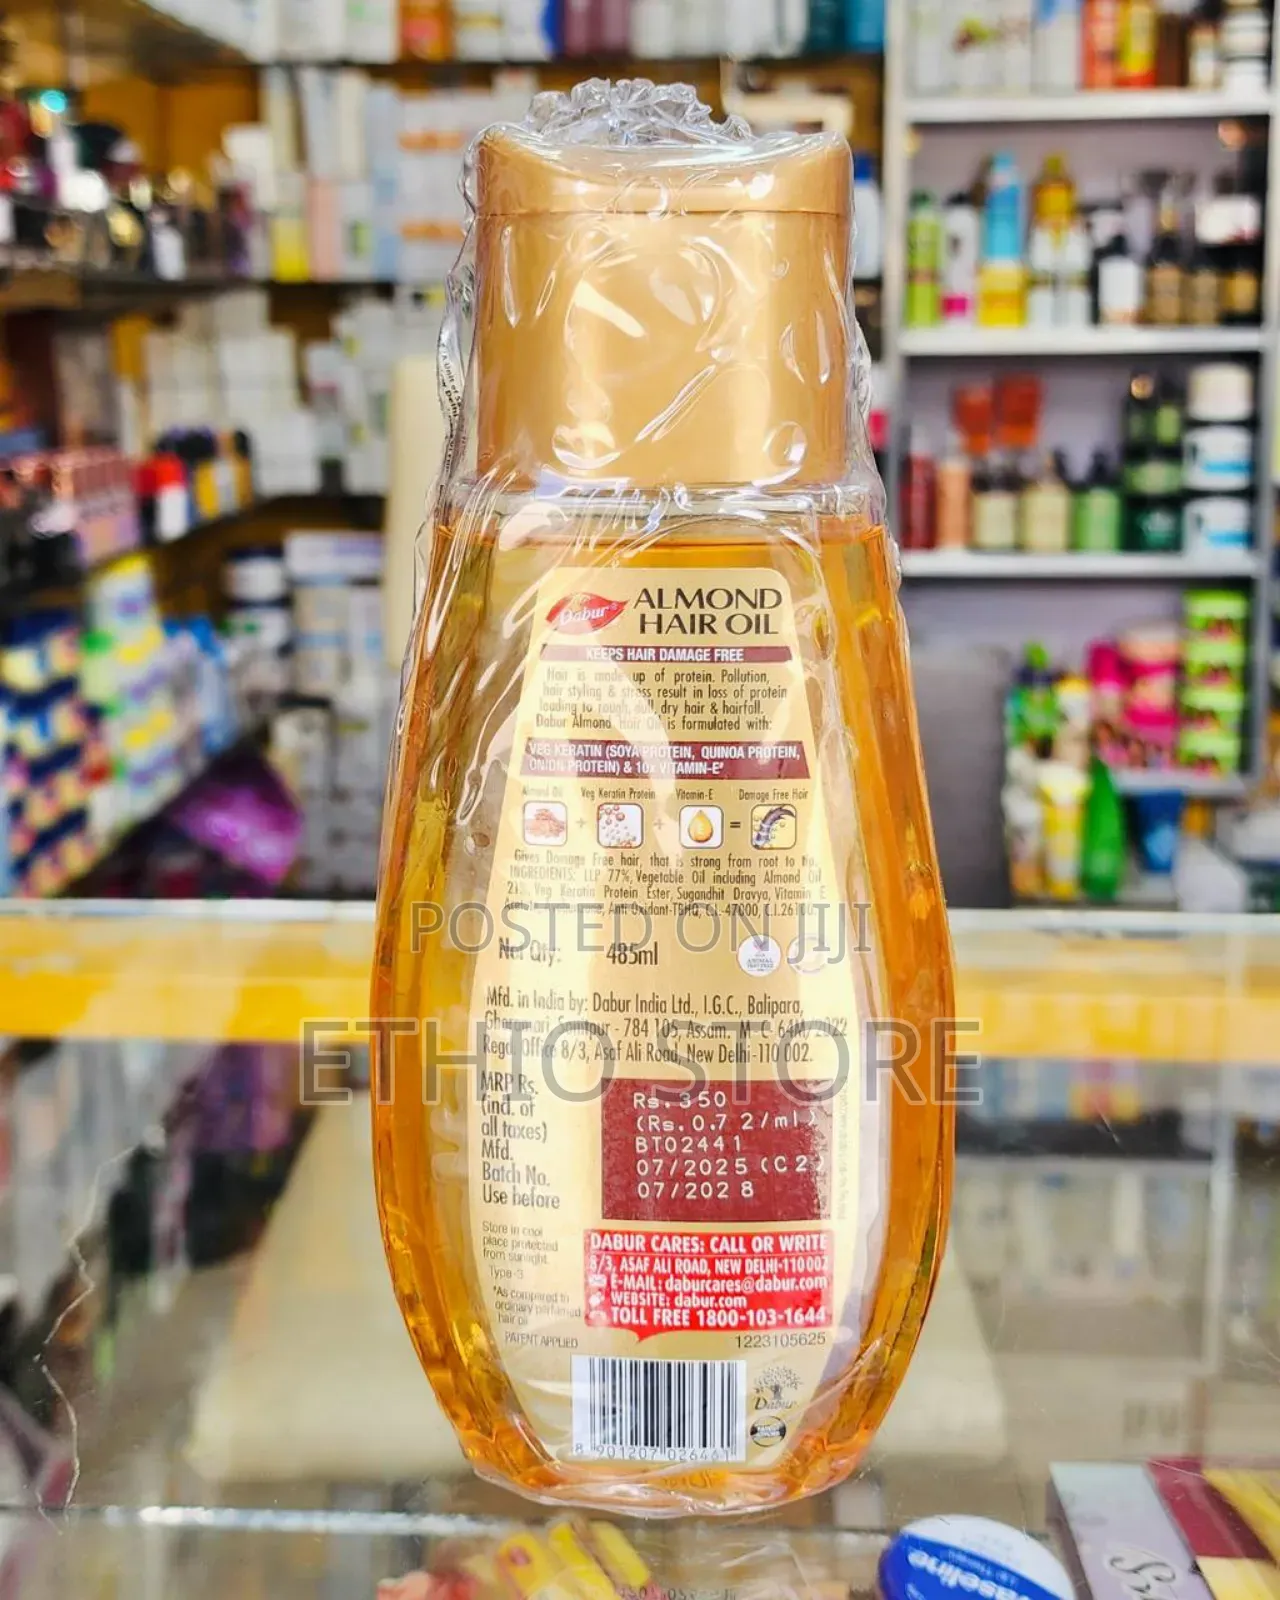 Dabur
ALMOND
HAIR OIL
KEEPS HAIR DAMAGE FREE
Hair is made up of protein. Pollution,
hair styling & stress result in loss of protein
leading to rough, dull, dry hair & hairfall.
Dabur Almond Hair Oil is formulated with:
VEG KERATIN (SOYA PROTEIN, QUINOA PROTEIN,
ONION PROTEIN) & 10x VITAMIN-E*
Almond Oil Veg Keratin Protein Vitamin-E Damage Free Hair
+ + =
Gives Damage Free hair, that is strong from root to tip.
INGREDIENTS: LLP 77%, Vegetable Oil including Almond Oil
21%, Veg Keratin Protein Ester, Sugandhit Dravya, Vitamin E
Anti Oxidant-TBHQ, C.I.-47000, C.I.26100
POSTED ON JIJI
Net Qty: 485ml
Mfd. in India by: Dabur India Ltd., I.G.C., Balipara,
Ghoramari, Sonitpur - 784 105, Assam. M-C-64M/2022
Regd. Office 8/3, Asaf Ali Road, New Delhi-110 002.
ETHIO STORE
MRP Rs.
(incl. of
all taxes)
Mfd.
Batch No.
Use before
Rs.350
(Rs.0.72/ml)
BT02441
07/2025 (C2)
07/2028
Store in cool
place protected
from sunlight.
Type-3
*As compared to
ordinary perfumed
hair oil
PATENT APPLIED
DABUR CARES: CALL OR WRITE
8/3, ASAF ALI ROAD, NEW DELHI-110002
E-MAIL: daburcares@dabur.com
WEBSITE: dabur.com
TOLL FREE 1800-103-1644
1223105625
8 901207 026461
Dabur
Vaseline